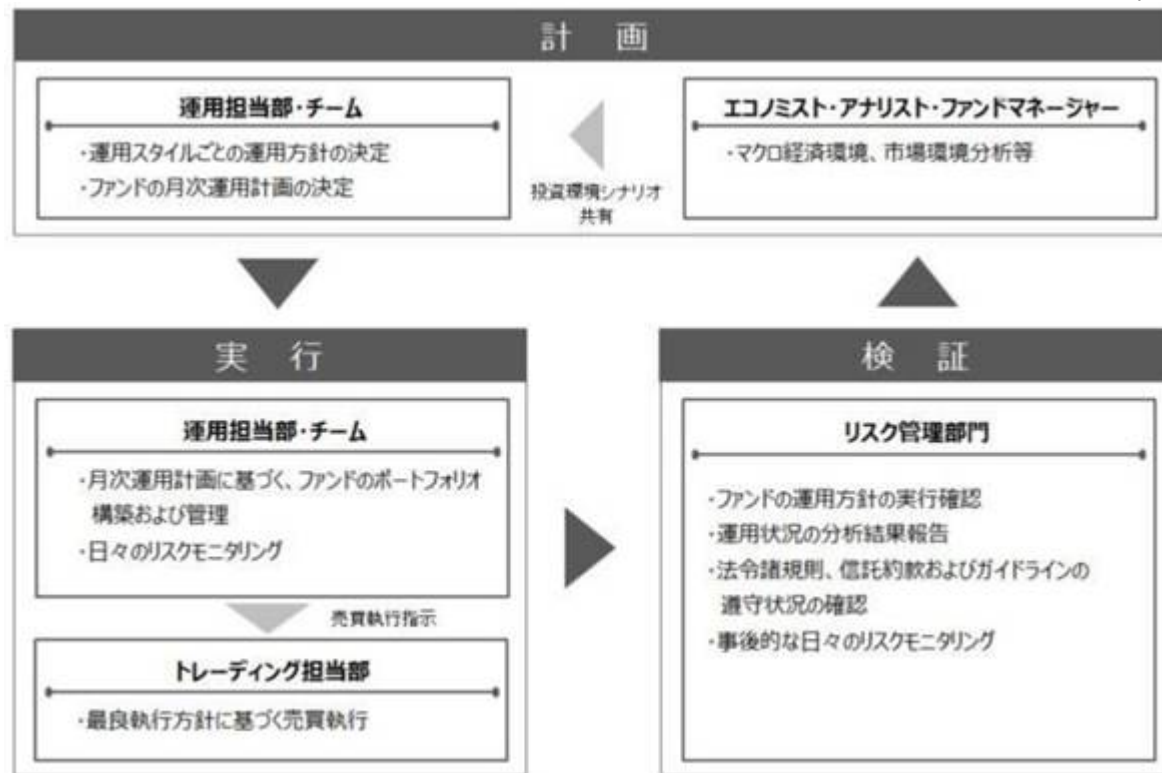 計 画
運用担当部・チーム
・運用スタイルごとの運用方針の決定
・ファンドの月次運用計画の決定
投資環境シナリオ
共有
エコノミスト・アナリスト・ファンドマネージャー
・マクロ経済環境、市場環境分析等
実 行
運用担当部・チーム
・月次運用計画に基づく、ファンドのポートフォリオ
構築および管理
・日々のリスクモニタリング
売買執行指示
トレーディング担当部
・最良執行方針に基づく売買執行
検 証
リスク管理部門
・ファンドの運用方針の実行確認
・運用状況の分析結果報告
・法令諸規則、信託約款およびガイドラインの
遵守状況の確認
・事後的な日々のリスクモニタリング